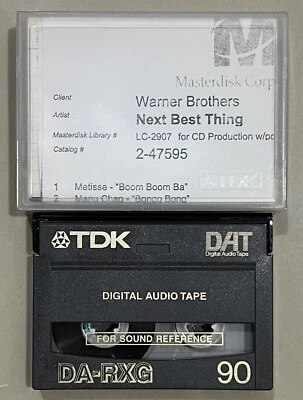 M
Masterdisk Corp
Client Warner Brothers
Artist Next Best Thing
Masterdisk Library # LC-2907 for CD Production w/pq
Catalog # 2-47595
1 Metisse - "Boom Boom Ba"
2 Manu Chao - "Bongo Bong"
TDK
TDK DAT
Digital Audio Tape
DIGITAL AUDIO TAPE
FOR SOUND REFERENCE
DA-RXG 90